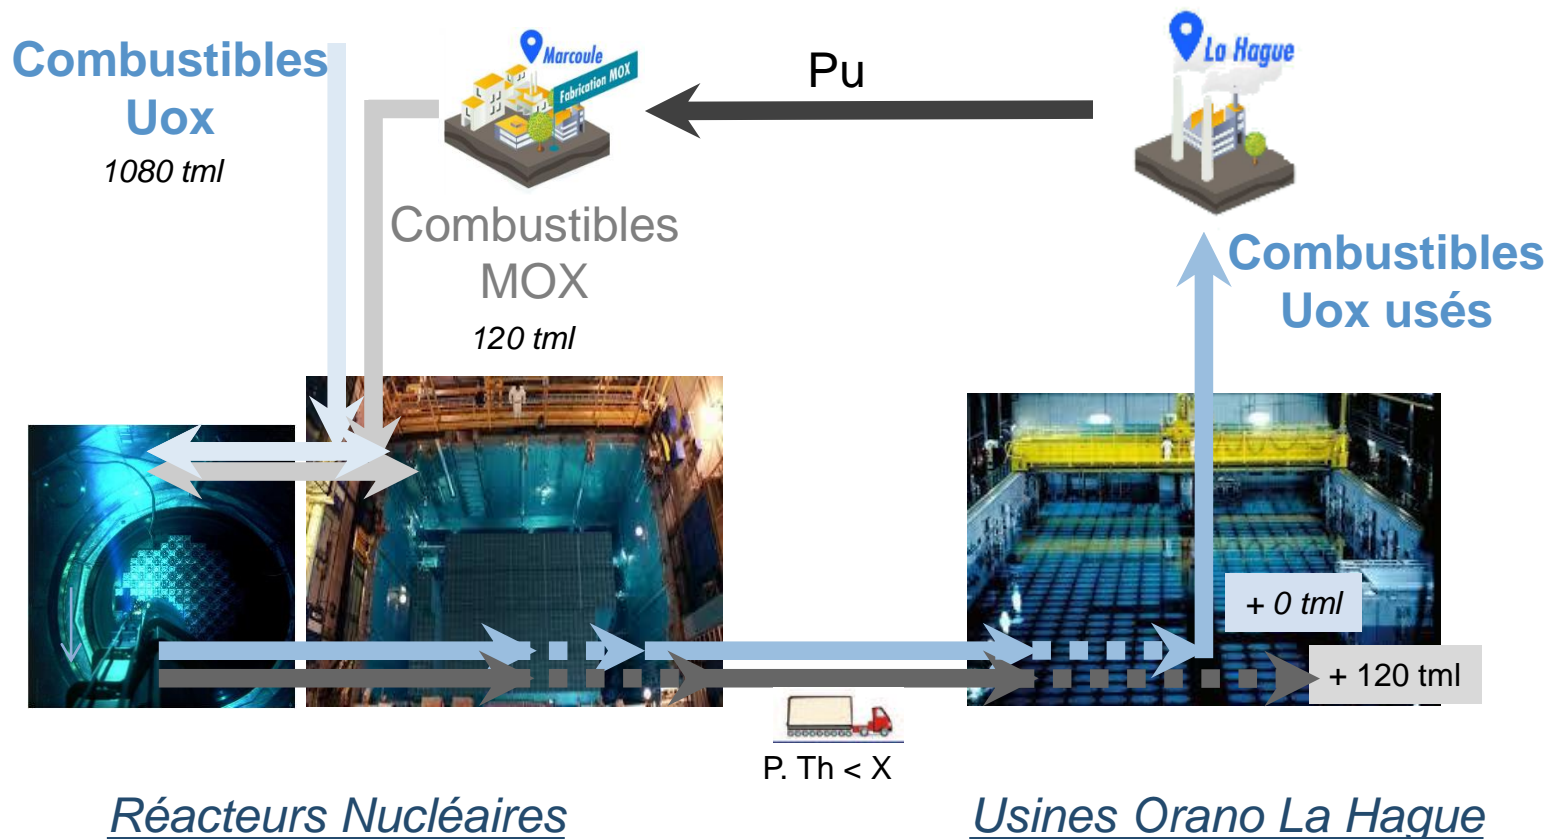 Combustibles
Uox
1080 tml
Marcoule
Fabrication MOX
Pu
La Hague
Combustibles
MOX
120 tml
Combustibles
Uox usés
+ 0 tml
+ 120 tml
P. Th < X
Réacteurs Nucléaires
Usines Orano La Hague